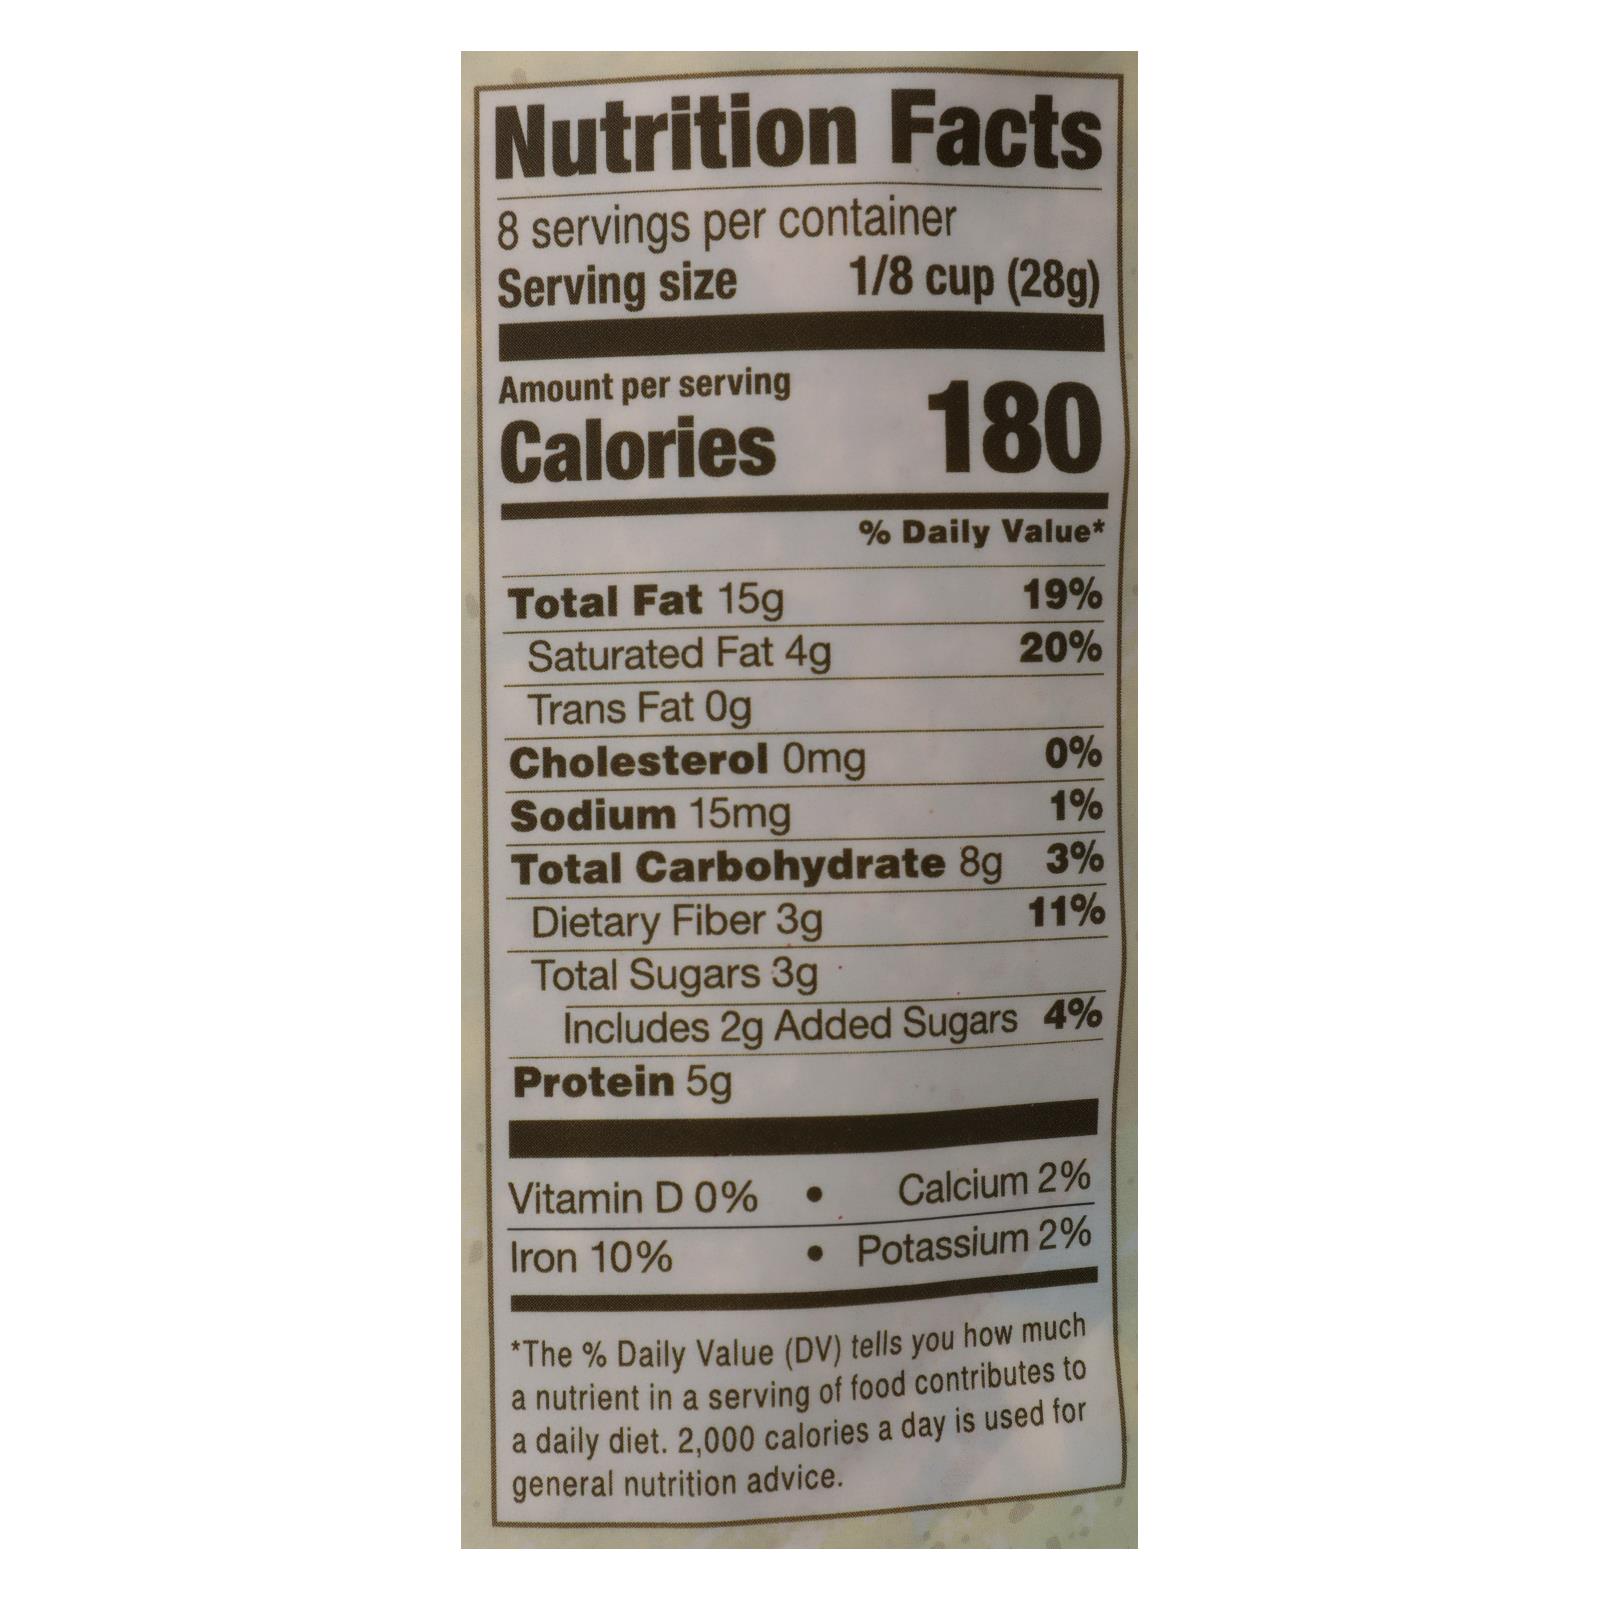 Nutrition Facts
8 servings per container
Serving size 1/8 cup (28g)
Amount per serving
Calories 180
% Daily Value*
Total Fat 15g 19%
Saturated Fat 4g 20%
Trans Fat 0g
Cholesterol 0mg 0%
Sodium 15mg 1%
Total Carbohydrate 8g 3%
Dietary Fiber 3g 11%
Total Sugars 3g
Includes 2g Added Sugars 4%
Protein 5g
Vitamin D 0% • Calcium 2%
Iron 10% • Potassium 2%
*The % Daily Value (DV) tells you how much
a nutrient in a serving of food contributes to
a daily diet. 2,000 calories a day is used for
general nutrition advice.